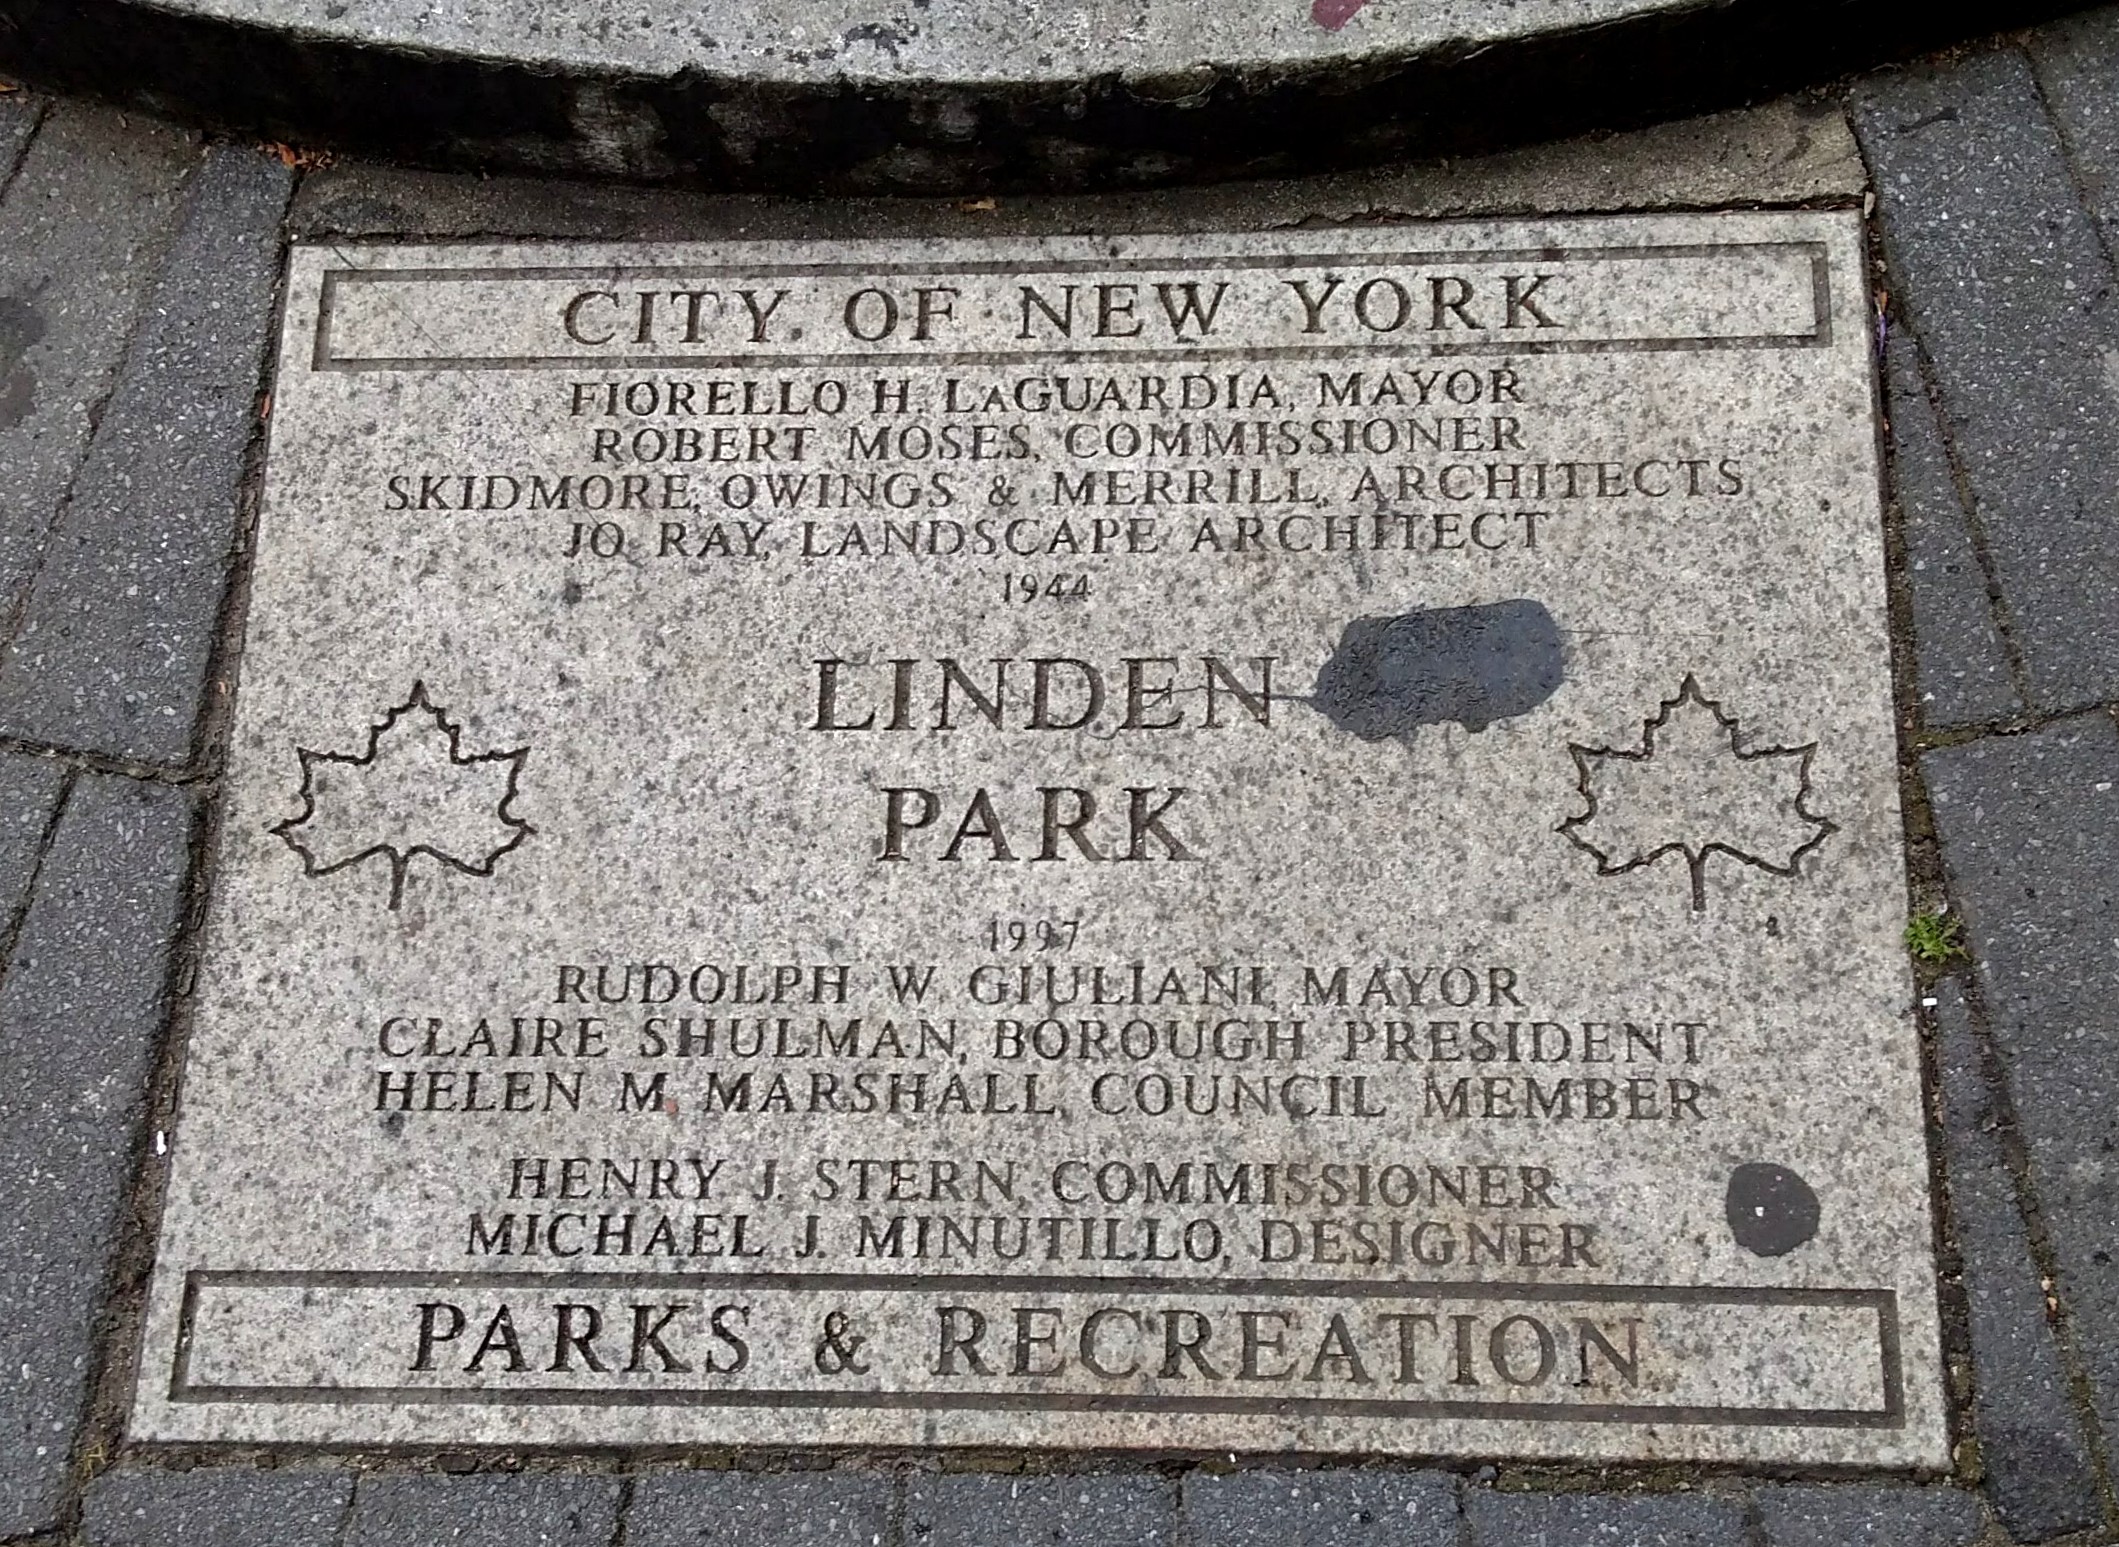 CITY OF NEW YORK
FIORELLO H. LAGUARDIA, MAYOR
ROBERT MOSES, COMMISSIONER
SKIDMORE, OWINGS & MERRILL, ARCHITECTS
JO RAY, LANDSCAPE ARCHITECT
1944
LINDEN
PARK
1997
RUDOLPH W. GIULIANI, MAYOR
CLAIRE SHULMAN, BOROUGH PRESIDENT
HELEN M. MARSHALL, COUNCIL MEMBER
HENRY J. STERN, COMMISSIONER
MICHAEL J. MINUTILLO, DESIGNER
PARKS & RECREATION